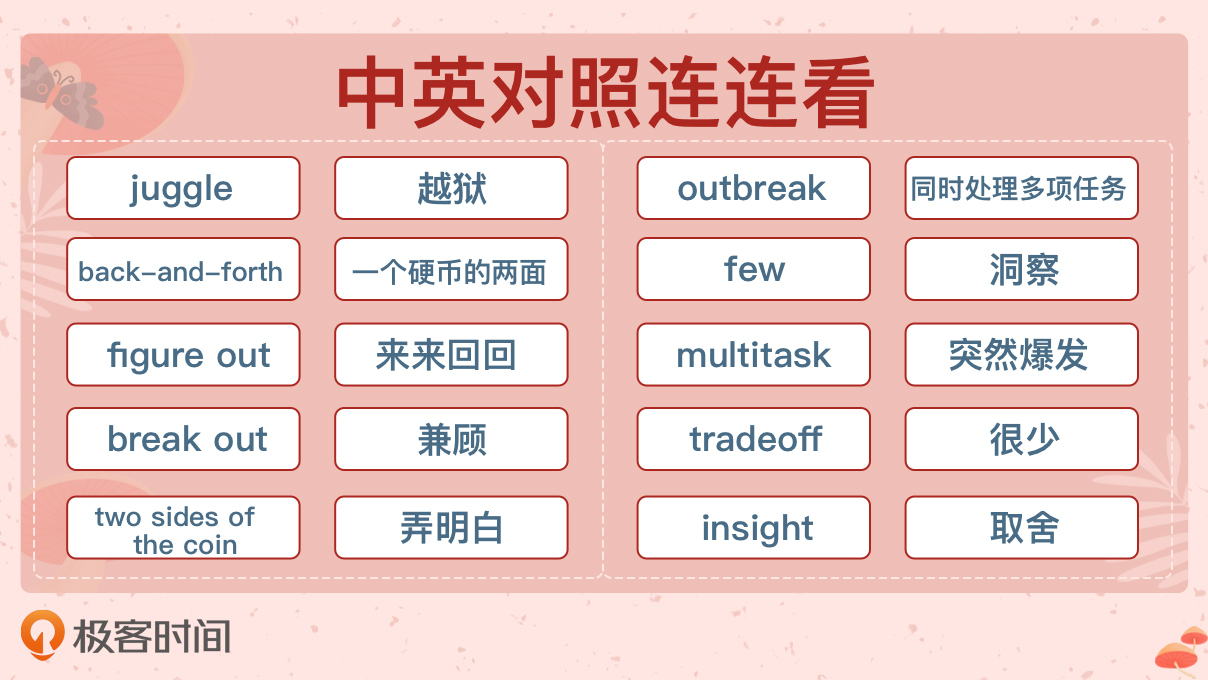 中英对照连连看
juggle
越狱
outbreak
同时处理多项任务
back-and-forth
一个硬币的两面
few
洞察
figure out
来来回回
multitask
突然爆发
break out
兼顾
tradeoff
很少
two sides of
the coin
弄明白
insight
取舍
极客时间